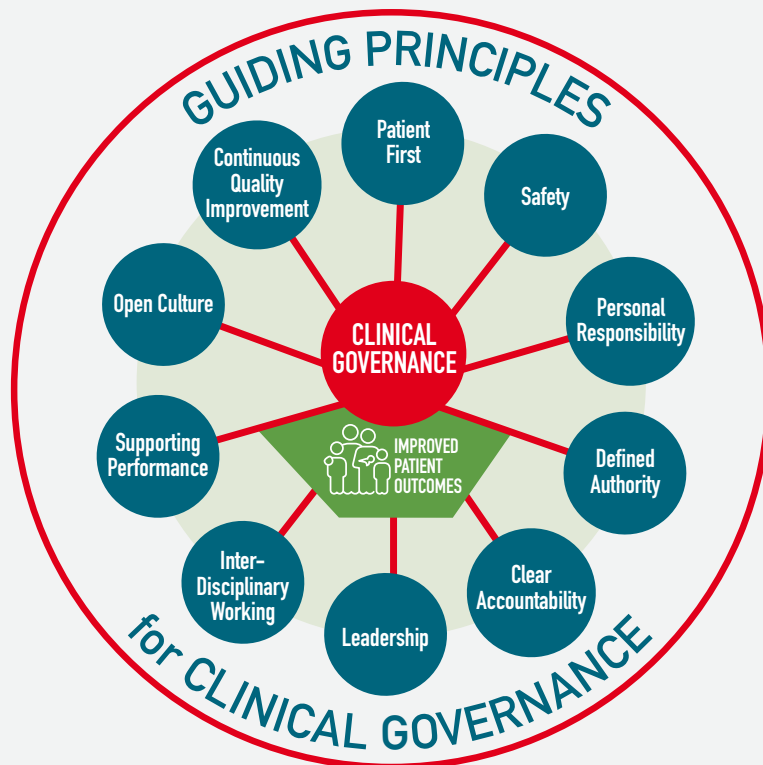 GUIDING PRINCIPLES
Patient
First
Safety
Personal
Responsibility
Defined
Authority
Clear
Accountability
Leadership
Inter-
Disciplinary
Working
Supporting
Performance
Open Culture
Continuous
Quality
Improvement
CLINICAL
GOVERNANCE
IMPROVED
PATIENT
OUTCOMES
for CLINICAL GOVERNANCE